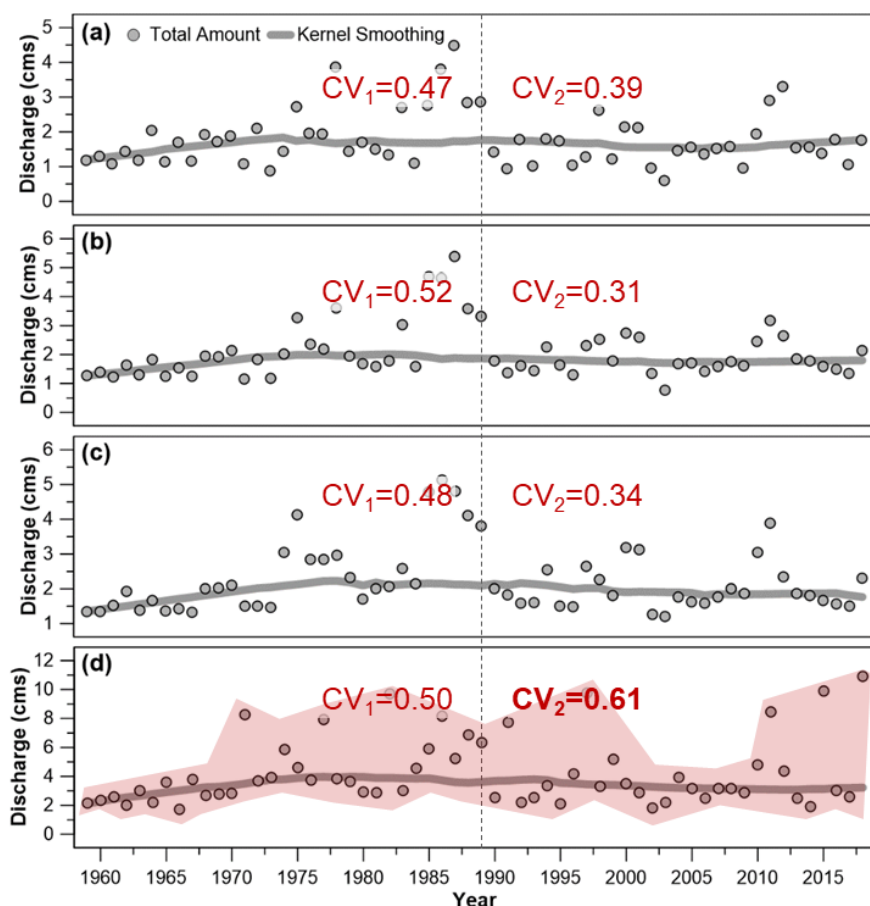 (a) Total Amount Kernel Smoothing
CV1=0.47 CV2=0.39
Discharge (cms)
5
4
3
2
1
0
(b)
CV1=0.52 CV2=0.31
Discharge (cms)
6
5
4
3
2
1
0
(c)
CV1=0.48 CV2=0.34
Discharge (cms)
6
5
4
3
2
1
(d)
CV1=0.50 CV2=0.61
Discharge (cms)
12
10
8
6
4
2
0
1960 1965 1970 1975 1980 1985 1990 1995 2000 2005 2010 2015
Year